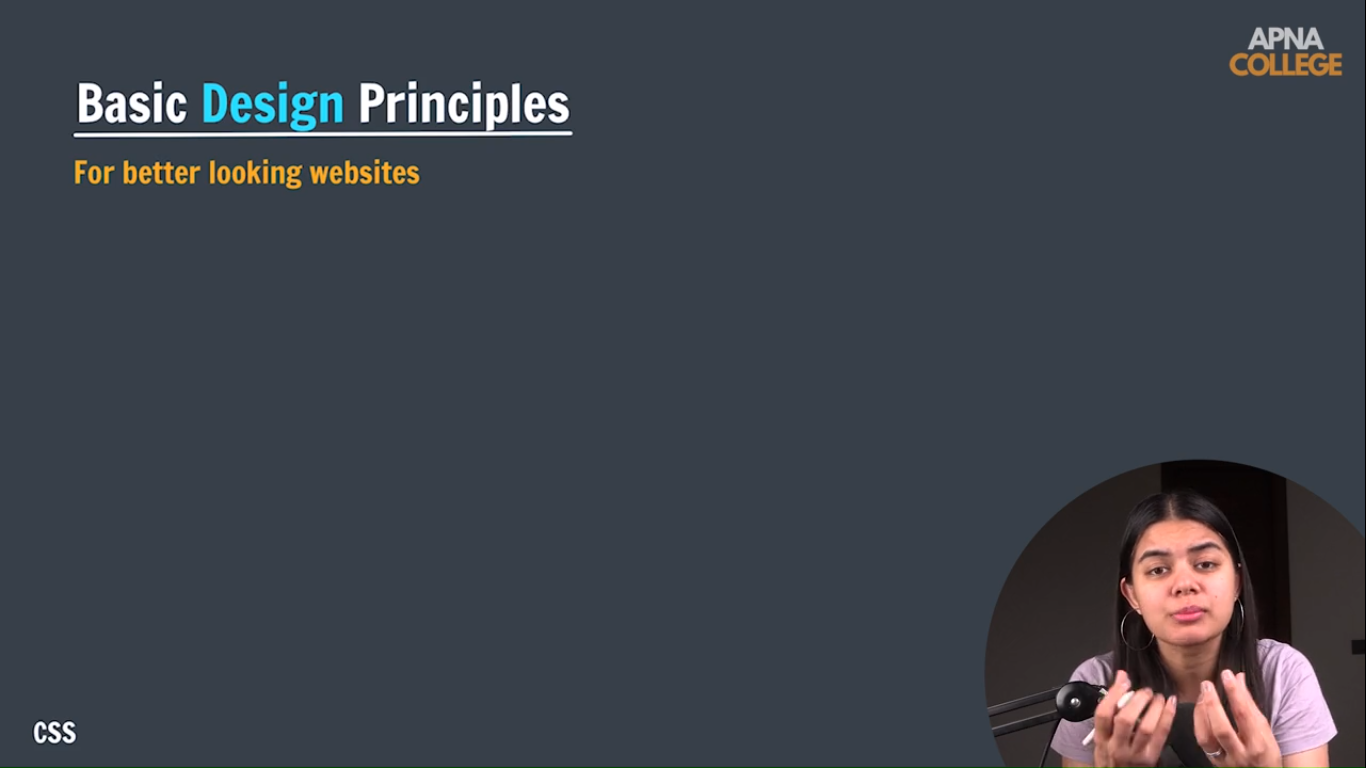 APNA
COLLEGE
Basic Design Principles
For better looking websites
CSS